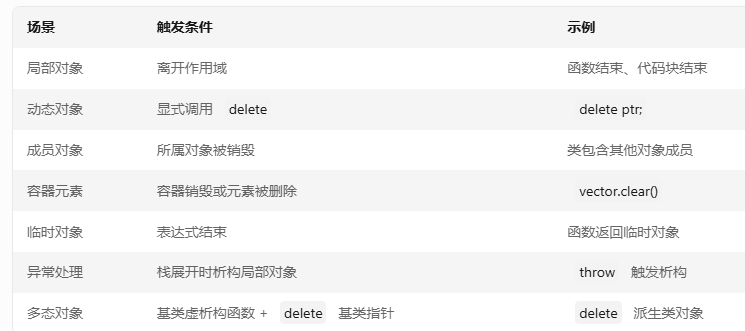 场景 触发条件 示例
局部对象 离开作用域 函数结束、代码块结束
动态对象 显式调用 delete delete ptr;
成员对象 所属对象被销毁 类包含其他对象成员
容器元素 容器销毁或元素被删除 vector.clear()
临时对象 表达式结束 函数返回临时对象
异常处理 栈展开时析构局部对象 throw 触发析构
多态对象 基类虚析构函数 + delete 基类指针 delete 派生类对象